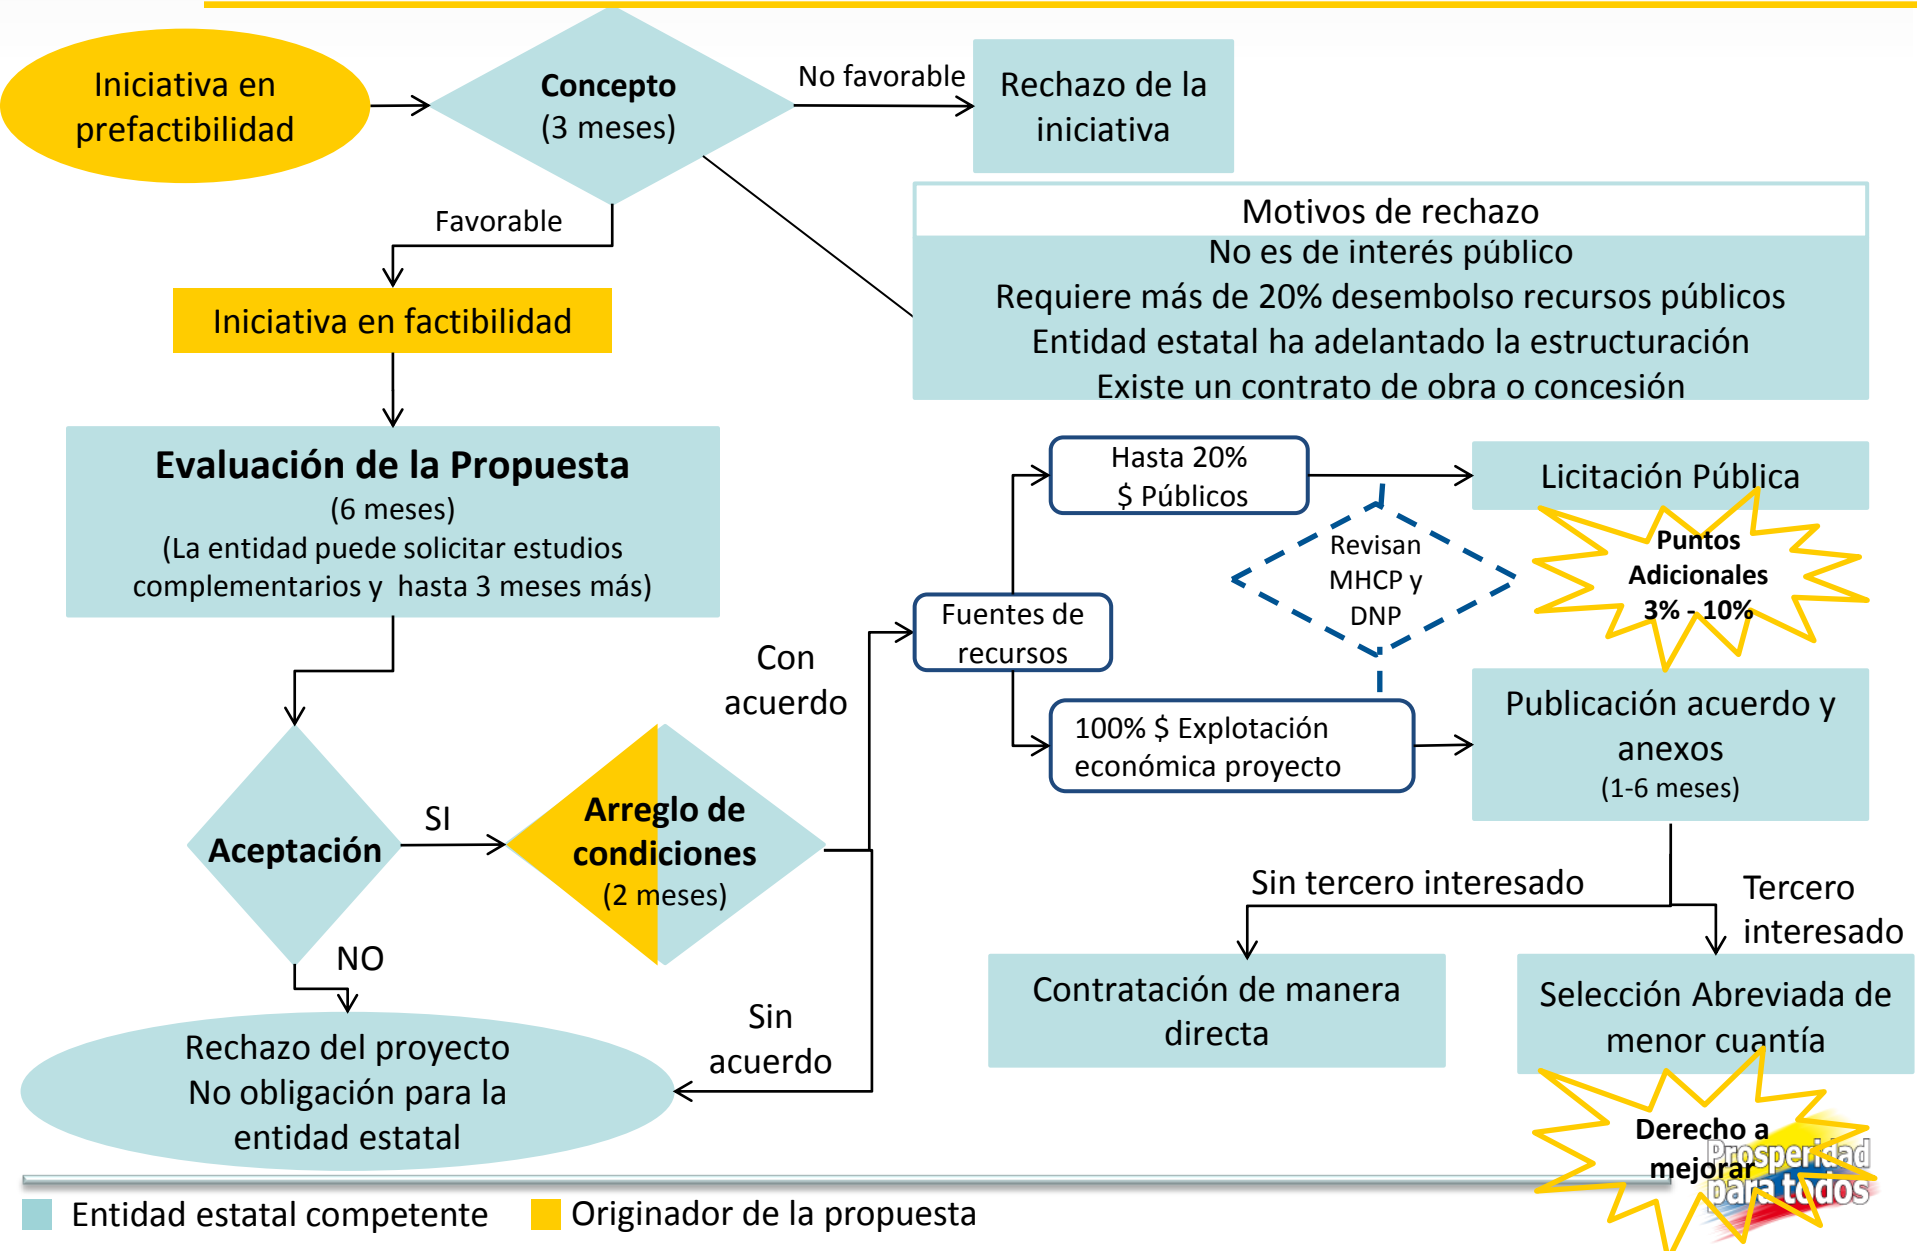 Iniciativa en
prefactibilidad
Concepto
(3 meses)
No favorable
Rechazo de la
iniciativa
Favorable
Motivos de rechazo
No es de interés público
Requiere más de 20% desembolso recursos públicos
Entidad estatal ha adelantado la estructuración
Existe un contrato de obra o concesión
Iniciativa en factibilidad
Evaluación de la Propuesta
(6 meses)
(La entidad puede solicitar estudios
complementarios y hasta 3 meses más)
Hasta 20%
$ Públicos
Licitación Pública
Revisan
MHCP y
DNP
Puntos
Adicionales
3% - 10%
Fuentes de
recursos
Con
acuerdo
100% $ Explotación
económica proyecto
Publicación acuerdo y
anexos
(1-6 meses)
Aceptación
SI
Arreglo de
condiciones
(2 meses)
NO
Sin tercero interesado
Tercero
interesado
Contratación de manera
directa
Selección Abreviada de
menor cuantía
Sin
acuerdo
Rechazo del proyecto
No obligación para la
entidad estatal
Derecho a
mejorar
Prosperidad
para todos
Entidad estatal competente
Originador de la propuesta